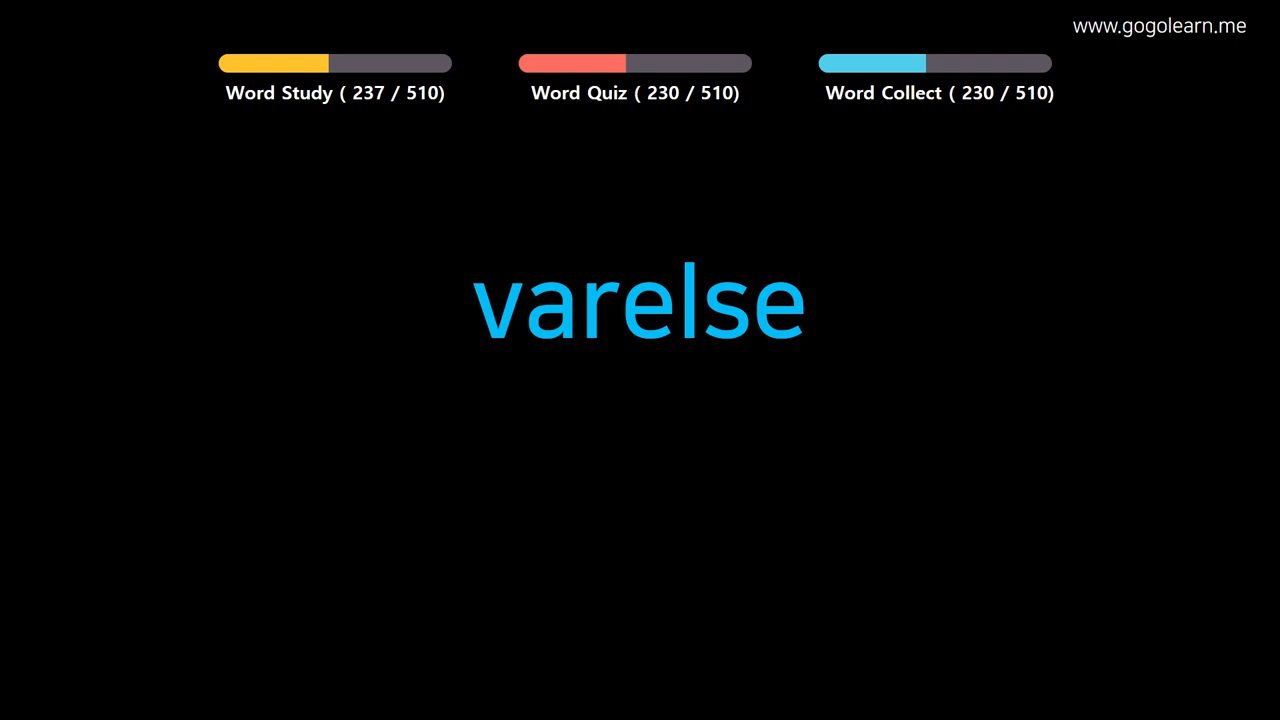 www.gogolearn.me
Word Study ( 237 / 510)
Word Quiz ( 230 / 510)
Word Collect ( 230 / 510)
varelse